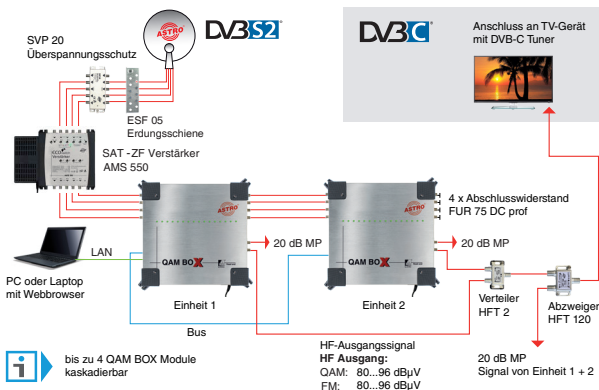 SVP 20
Überspannungsschutz
ASTRO
DVB S2
DVB C
Anschluss an TV-Gerät
mit DVB-C Tuner
ESF 05
Erdungsschiene
SAT -ZF Verstärker
AMS 550
4 x Abschlusswiderstand
FUR 75 DC prof
ASTRO
ASTRO
20 dB MP
20 dB MP
LAN
QAM BOX
QAM BOX
PC oder Laptop
mit Webbrowser
Einheit 1
Einheit 2
Verteiler
HFT 2
Abzweiger
HFT 120
Bus
HF-Ausgangssignal
HF Ausgang:
QAM: 80...96 dBµV
FM: 80...96 dBµV
20 dB MP
Signal von Einheit 1 + 2
i
bis zu 4 QAM BOX Module
kaskadierbar